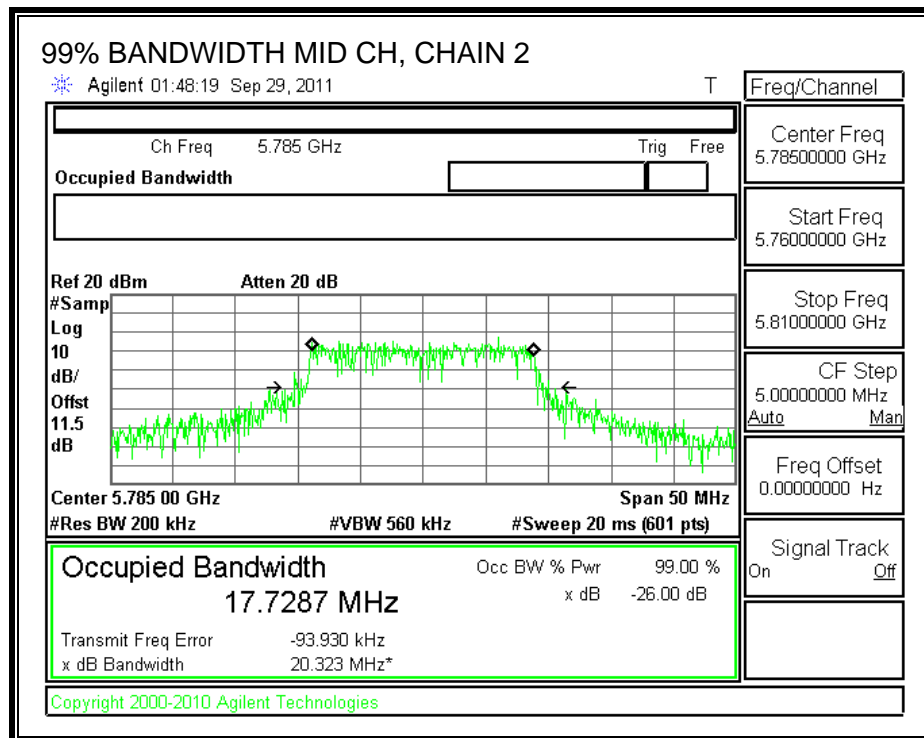 99% BANDWIDTH MID CH, CHAIN 2
Agilent 01:48:19 Sep 29, 2011 T
Freq/Channel
Ch Freq 5.785 GHz Trig Free
Occupied Bandwidth
Center Freq
5.78500000 GHz
Start Freq
5.76000000 GHz
Stop Freq
5.81000000 GHz
CF Step
5.00000000 MHz
Auto Man
Freq Offset
0.00000000 Hz
Signal Track
On Off
Ref 20 dBm Atten 20 dB
#Samp
Log
10
dB/
Offst
11.5
dB
Center 5.785 00 GHz Span 50 MHz
#Res BW 200 kHz #VBW 560 kHz #Sweep 20 ms (601 pts)
Occupied Bandwidth Occ BW % Pwr 99.00 %
17.7287 MHz x dB -26.00 dB
Transmit Freq Error -93.930 kHz
x dB Bandwidth 20.323 MHz*
Copyright 2000-2010 Agilent Technologies